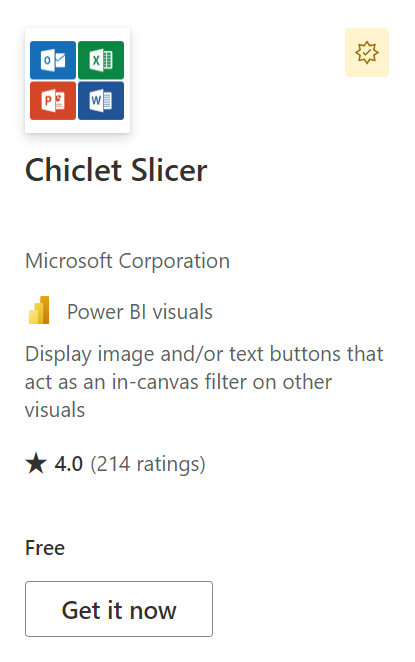 O
X
P
W
Chiclet Slicer
Microsoft Corporation
Power BI visuals
Display image and/or text buttons that
act as an in-canvas filter on other
visuals
★ 4.0 (214 ratings)
Free
Get it now